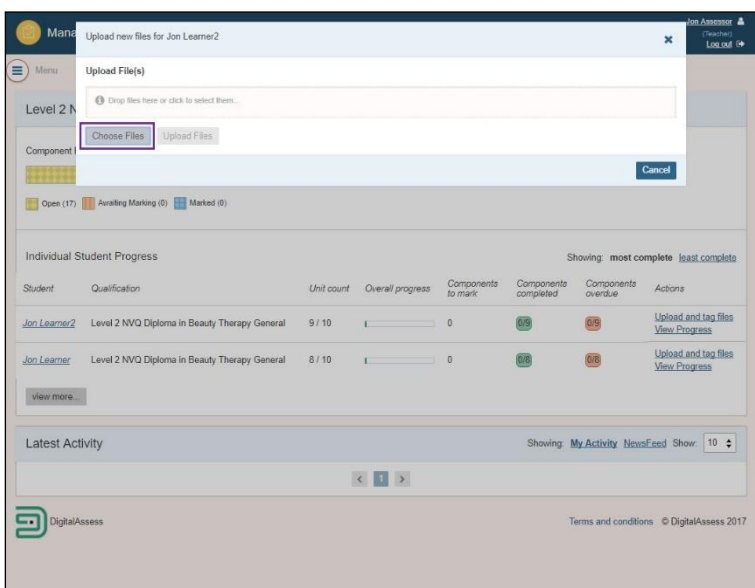 Mana
Upload new files for Jon Learner2
Jon Assessor
(Teacher)
Log out
Menu
Upload File(s)
Drop files here or click to select them...
Choose Files Upload Files
Cancel
Level 2 N
Component
Open (17) Awaiting Marking (0) Marked (0)
Individual Student Progress
Showing: most complete least complete
Student Qualification Unit count Overall progress Components to mark Components completed Components overdue Actions
Jon Learner2 Level 2 NVQ Diploma in Beauty Therapy General 9 / 10 0 0/9 0/9 Upload and tag files
View Progress
Jon Learner Level 2 NVQ Diploma in Beauty Therapy General 8 / 10 0 0/8 0/8 Upload and tag files
View Progress
view more...
Latest Activity
Showing: My Activity NewsFeed Show: 10
< 1 >
DigitalAssess
Terms and conditions © DigitalAssess 2017